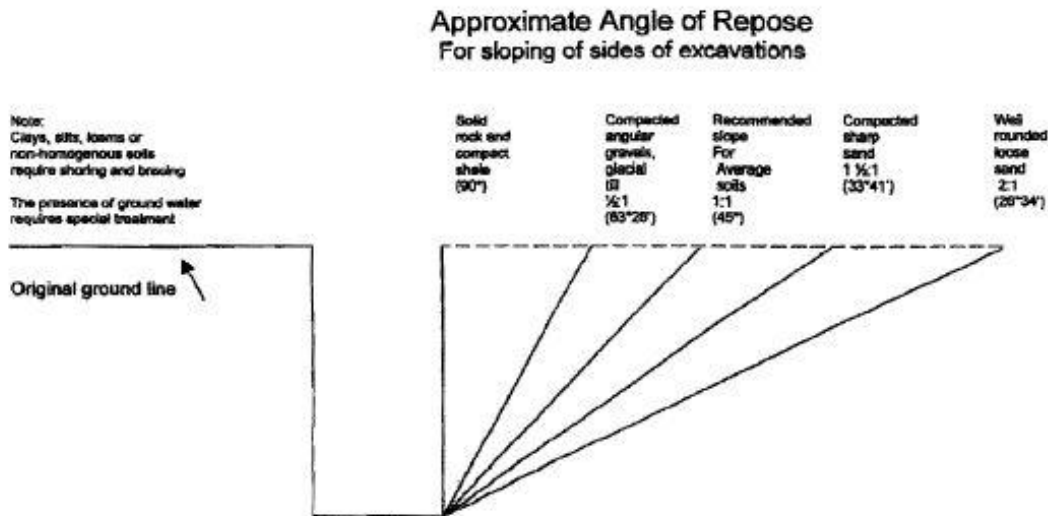 Approximate Angle of Repose
For sloping of sides of excavations
Note:
Clays, silts, loams or
non-homogenous soils
require shoring and bracing
The presence of ground water
requires special treatment
Original ground line
Solid
rock and
compact
shale
(90°)
Compacted
angular
gravels,
glacial
till
½:1
(63°26')
Recommended
slope
For
Average
soils
1:1
(45°)
Compacted
sharp
sand
1 ½:1
(33°41')
Well
rounded
loose
sand
2:1
(26°34')